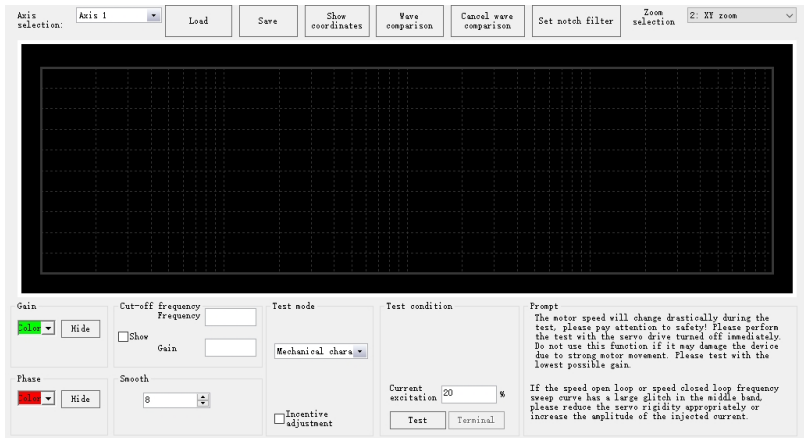 Axis
selection:
Axis 1
Load
Save
Show
coordinates
Wave
comparison
Cancel wave
comparison
Set notch filter
Zoom
selection
2: XY zoom
Gain
Color
Hide
Cut-off frequency
Frequency
Show
Gain
Test mode
Mechanical chara
Incentive
adjustment
Test condition
Current
excitation
20
%
Test
Terminal
Prompt
The motor speed will change drastically during the
test, please pay attention to safety! Please perform
the test with the servo drive turned off immediately.
Do not use this function if it may damage the device
due to strong motor movement. Please test with the
lowest possible gain.
If the speed open loop or speed closed loop frequency
sweep curve has a large glitch in the middle band,
please reduce the servo rigidity appropriately or
increase the amplitude of the injected current.
Phase
Color
Hide
Smooth
8